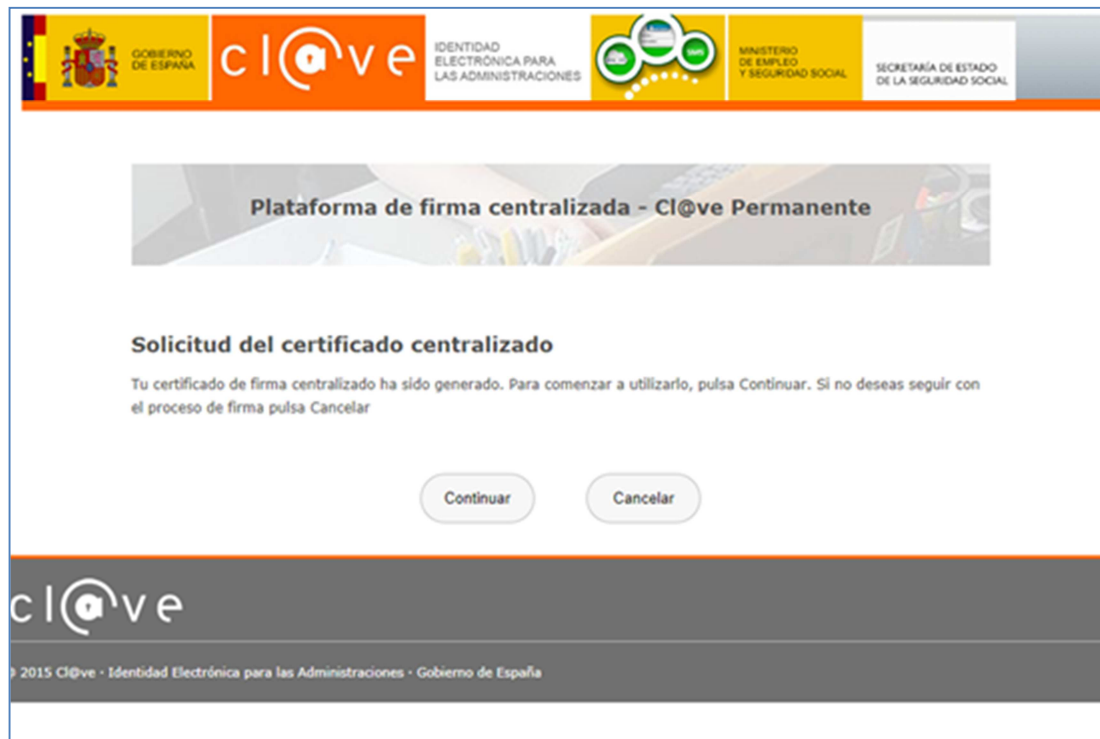 GOBIERNO
DE ESPAÑA
cl@ve
IDENTIDAD
ELECTRÓNICA PARA
LAS ADMINISTRACIONES
SMS
MINISTERIO
DE EMPLEO
Y SEGURIDAD SOCIAL
SECRETARÍA DE ESTADO
DE LA SEGURIDAD SOCIAL
Plataforma de firma centralizada - Cl@ve Permanente
Solicitud del certificado centralizado
Tu certificado de firma centralizado ha sido generado. Para comenzar a utilizarlo, pulsa Continuar. Si no deseas seguir con
el proceso de firma pulsa Cancelar
Continuar
Cancelar
cl@ve
© 2015 Cl@ve · Identidad Electrónica para las Administraciones · Gobierno de España